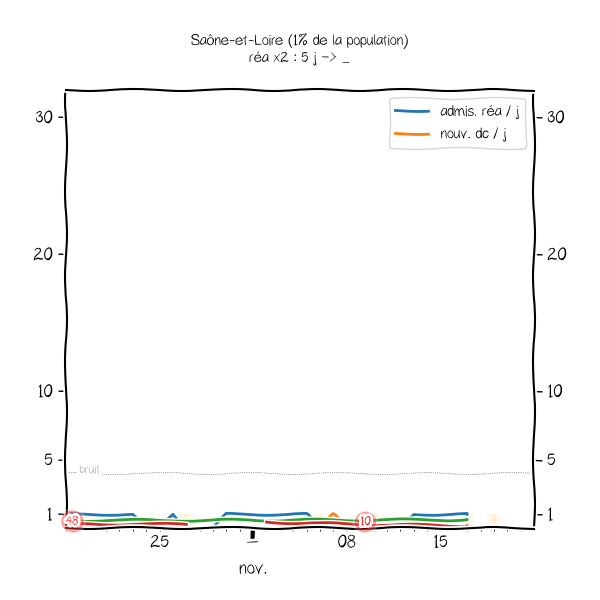 Saône-et-Loire (1% de la population)
réa x2 : 5 j -> _
admis. réa / j
nouv. dc / j
30
30
20
20
10
10
5
5
bruit
1
1
48
10
25
08
15
nov.